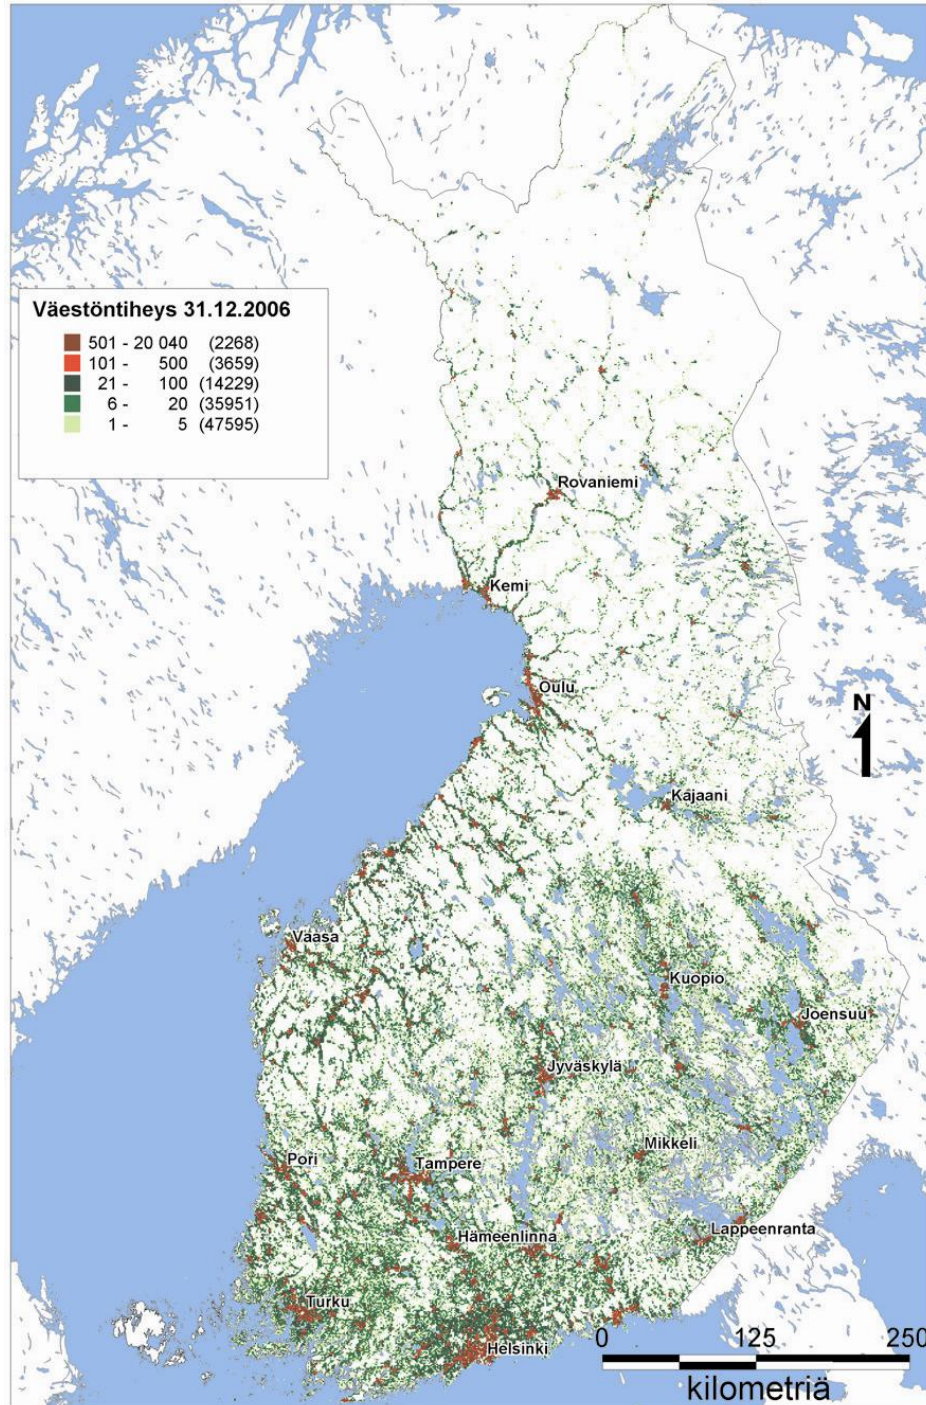 Väestöntiheys 31.12.2006
501 - 20 040 (2268)
101 - 500 (3659)
21 - 100 (14229)
6 - 20 (35951)
1 - 5 (47595)
Rovaniemi
Kemi
Oulu
N
Kajaani
Vaasa
Kuopio
Joensuu
Jyväskylä
Mikkeli
Pori
Tampere
Lappeenranta
Hämeenlinna
Turku
Helsinki
0 125 250
kilometriä